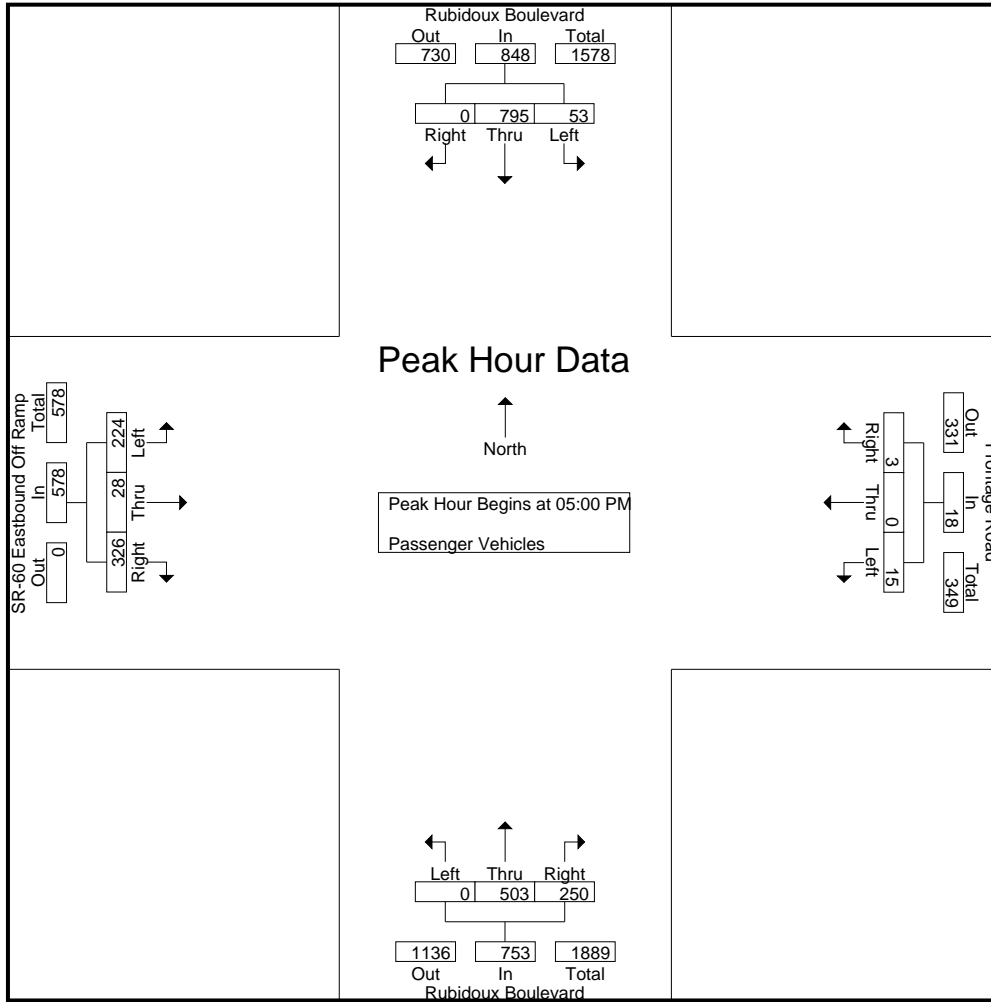 Rubidoux Boulevard
Out In Total
730 848 1578
0 795 53
Right Thru Left
Peak Hour Data
North
Peak Hour Begins at 05:00 PM
Passenger Vehicles
SR-60 Eastbound Off Ramp
Total In Out
578 578 0
224 28 326
Left Thru Right
Right Thru Left
3 0 15
Out In Total
331 18 349
Frontage Road
Left Thru Right
0 503 250
1136 753 1889
Out In Total
Rubidoux Boulevard